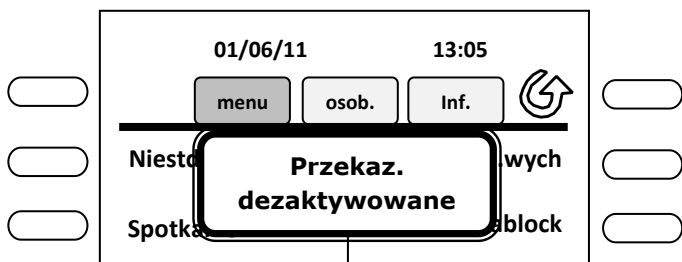 01/06/11 13:05
menu osob. Inf.
Przekaz.
dezaktywowane